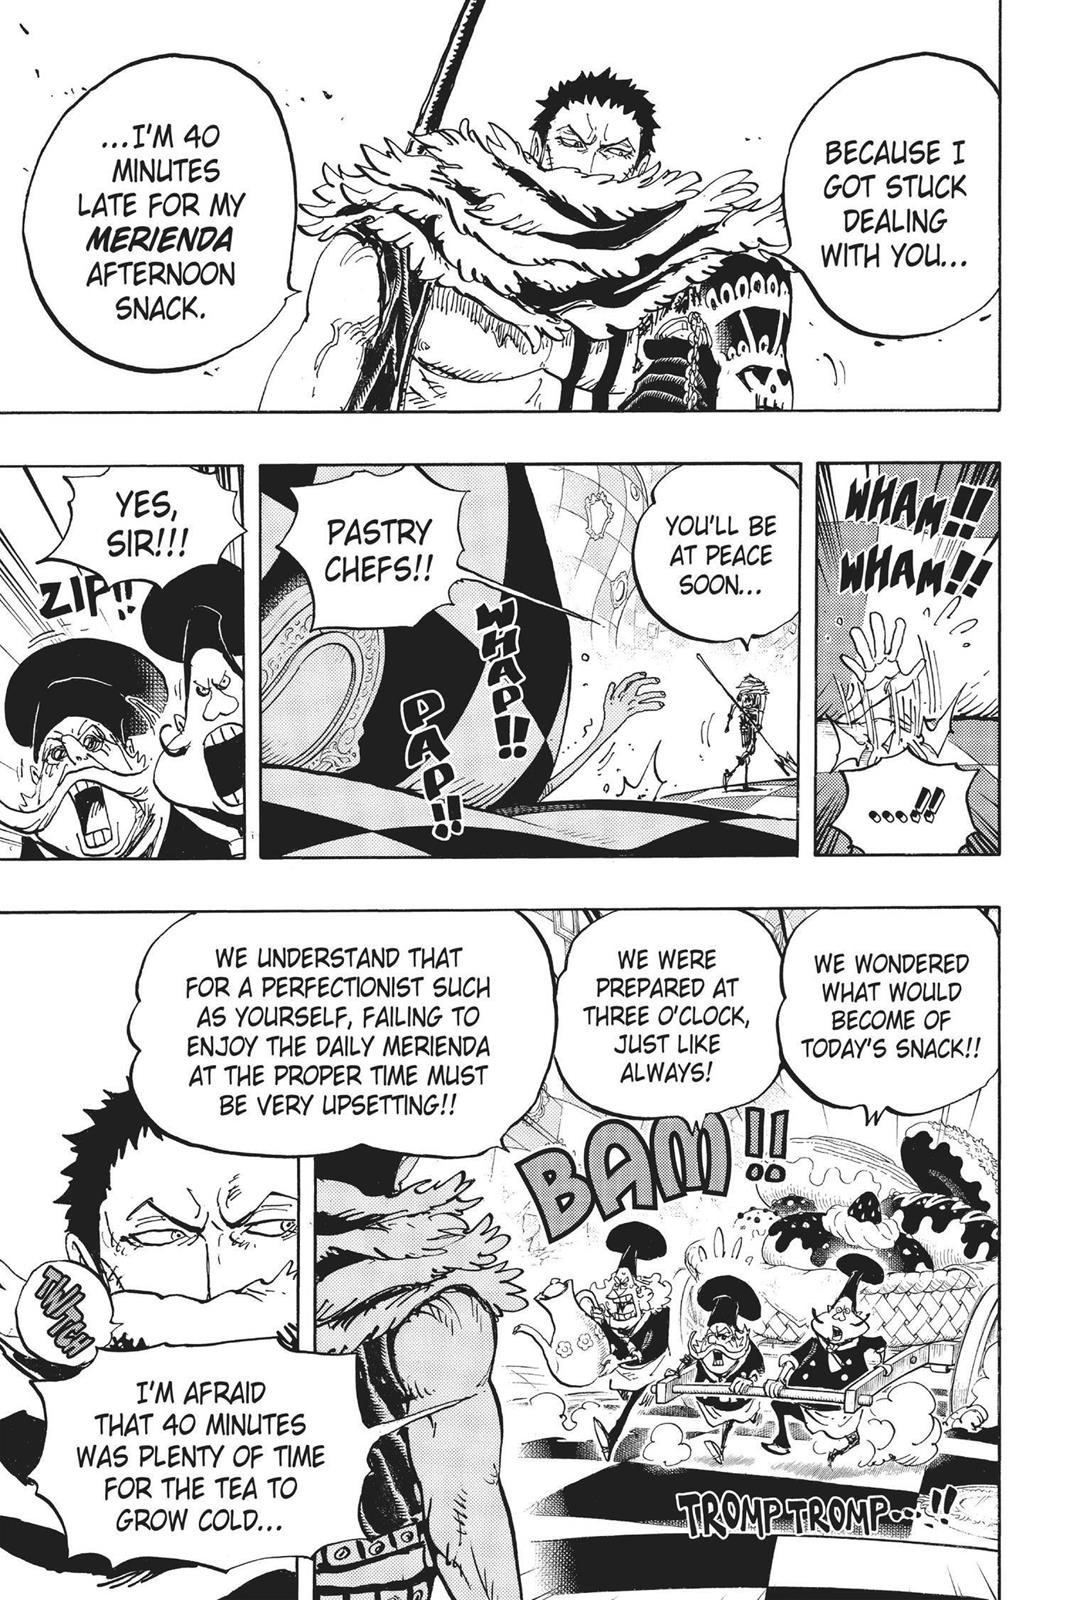 BECAUSE I
GOT STUCK
DEALING
WITH YOU...
...I'M 40
MINUTES
LATE FOR MY
MERIENDA
AFTERNOON
SNACK.
WHAM!!
WHAM!!
....!!
YOU'LL BE
AT PEACE
SOON...
WHAP!!
DAP!!
PASTRY
CHEFS!!
YES,
SIR!!!
ZIP!!
WE WONDERED
WHAT WOULD
BECOME OF
TODAY'S SNACK!!
WE WERE
PREPARED AT
THREE O'CLOCK,
JUST LIKE
ALWAYS!
BAM!!
TROMP TROMP...!!
WE UNDERSTAND THAT
FOR A PERFECTIONIST SUCH
AS YOURSELF, FAILING TO
ENJOY THE DAILY MERIENDA
AT THE PROPER TIME MUST
BE VERY UPSETTING!!
TWITCH
I'M AFRAID
THAT 40 MINUTES
WAS PLENTY OF TIME
FOR THE TEA TO
GROW COLD...